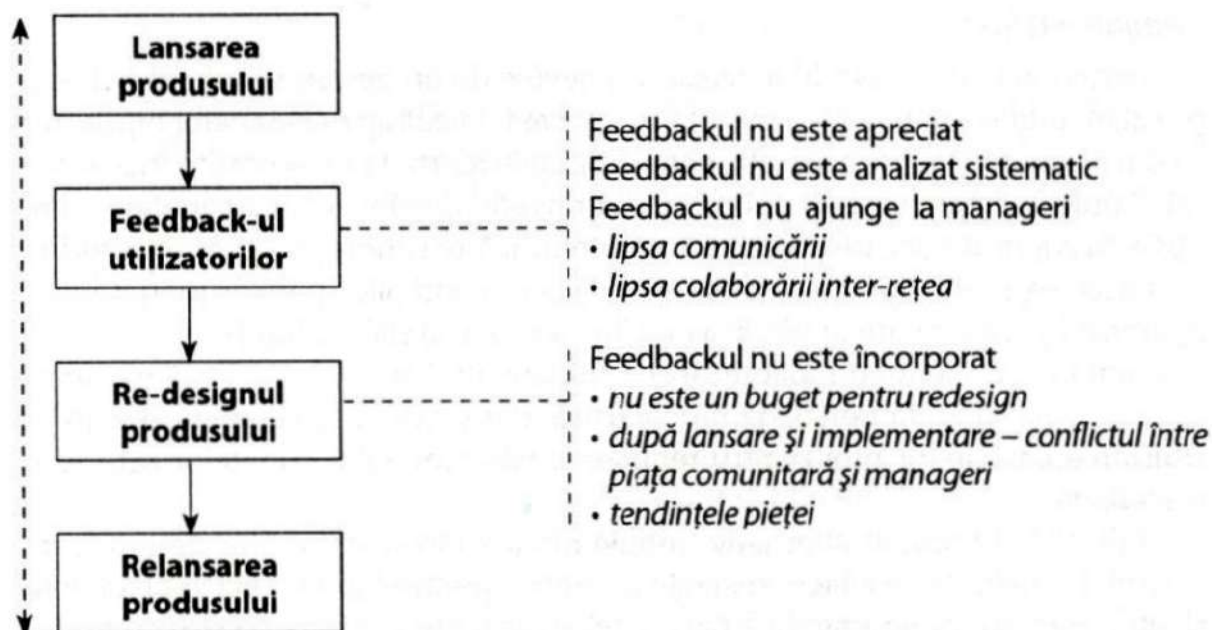 Lansarea
produsului
Feedbackul nu este apreciat
Feedbackul nu este analizat sistematic
Feedback-ul
utilizatorilor
Feedbackul nu ajunge la manageri
• lipsa comunicării
• lipsa colaborării inter-rețea
Re-designul
produsului
Feedbackul nu este încorporat
• nu este un buget pentru redesign
• după lansare și implementare – conflictul între
piața comunitară şi manageri
• tendințele pieței
Relansarea
produsului